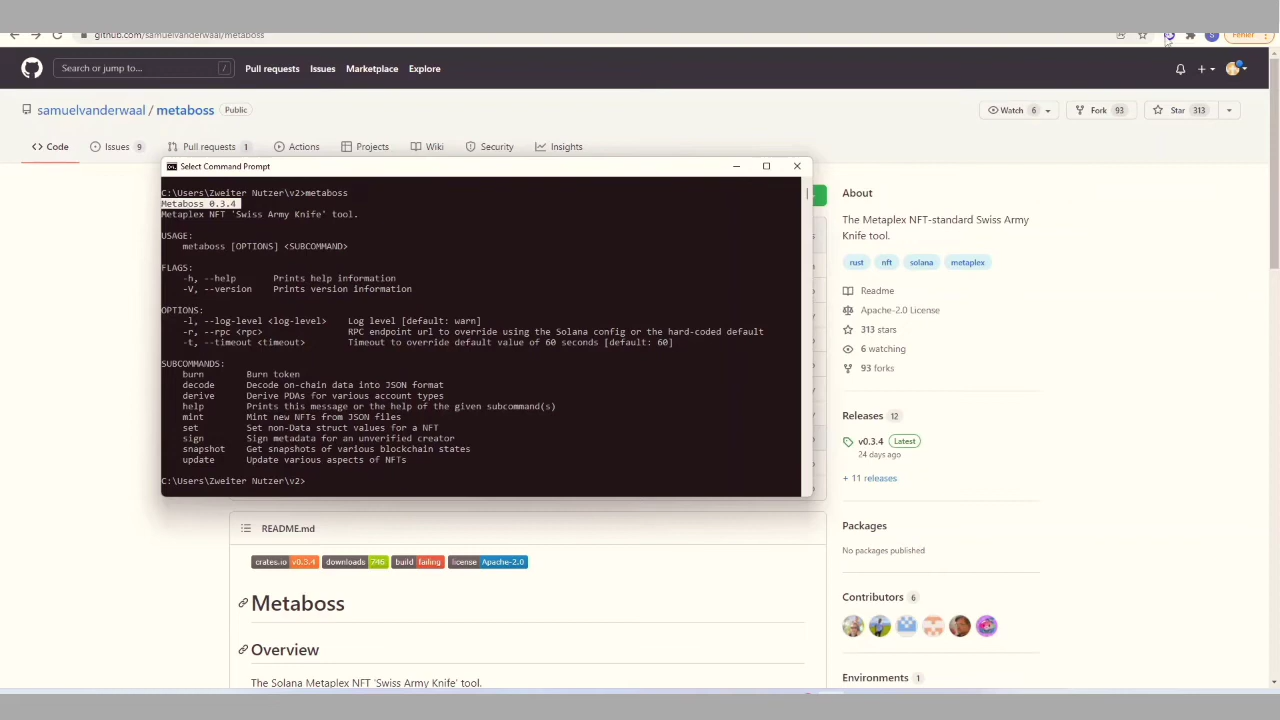 github.com/samuelvanderwaal/metaboss
Fehler
Search or jump to... /
Pull requests Issues Marketplace Explore
samuelvanderwaal / metaboss Public
Watch 6 Fork 93 Star 313
Code Issues 9 Pull requests 1 Actions Projects Wiki Security Insights
Select Command Prompt
C:\Users\Zweiter Nutzer\v2>metaboss
Metaboss 0.3.4
Metaplex NFT 'Swiss Army Knife' tool.
USAGE:
metaboss [OPTIONS] <SUBCOMMAND>
FLAGS:
-h, --help Prints help information
-V, --version Prints version information
OPTIONS:
-l, --log-level <log-level> Log level [default: warn]
-r, --rpc <rpc> RPC endpoint url to override using the Solana config or the hard-coded default
-t, --timeout <timeout> Timeout to override default value of 60 seconds [default: 60]
SUBCOMMANDS:
burn Burn token
decode Decode on-chain data into JSON format
derive Derive PDAs for various account types
help Prints this message or the help of the given subcommand(s)
mint Mint new NFTs from JSON files
set Set non-Data struct values for a NFT
sign Sign metadata for an unverified creator
snapshot Get snapshots of various blockchain states
update Update various aspects of NFTs
C:\Users\Zweiter Nutzer\v2>
README.md
crates.io v0.3.4 downloads 746 build failing license Apache-2.0
Metaboss
Overview
The Solana Metaplex NFT 'Swiss Army Knife' tool.
About
The Metaplex NFT-standard Swiss Army
Knife tool.
rust nft solana metaplex
Readme
Apache-2.0 License
313 stars
6 watching
93 forks
Releases 12
v0.3.4 Latest
24 days ago
+ 11 releases
Packages
No packages published
Contributors 6
Environments 1